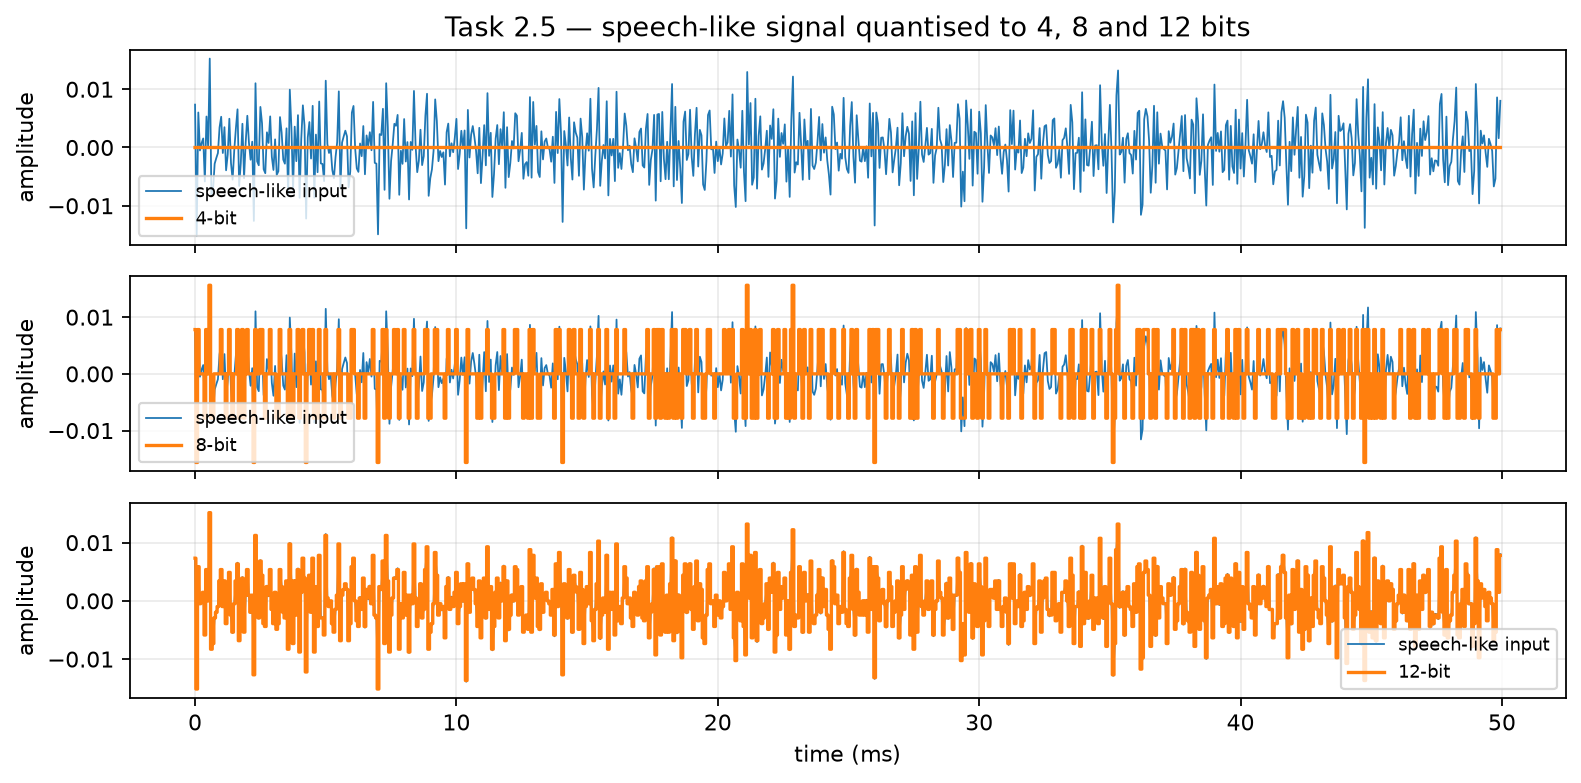 Task 2.5 — speech-like signal quantised to 4, 8 and 12 bits
amplitude
0.01
0.00
−0.01
speech-like input
4-bit
amplitude
0.01
0.00
−0.01
speech-like input
8-bit
amplitude
0.01
0.00
−0.01
speech-like input
12-bit
0 10 20 30 40 50
time (ms)